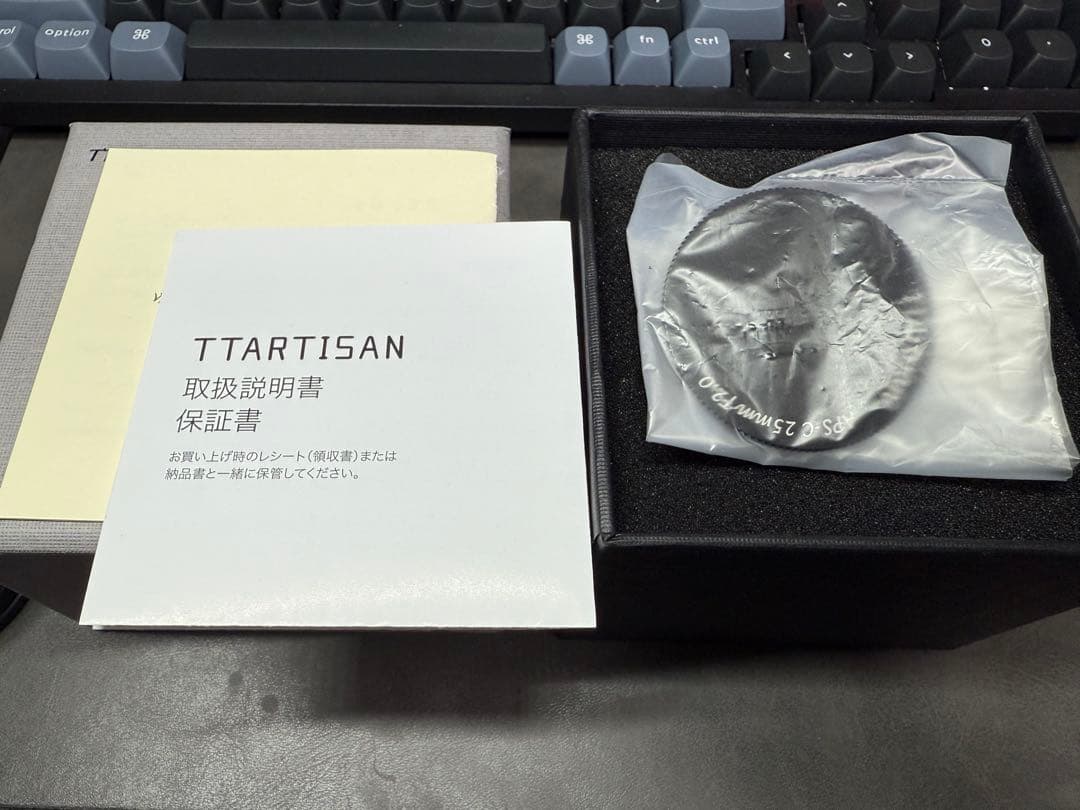 option
⌘
⌘
fn
ctrl
0
.
TTARTISAN
取扱説明書
保証書
お買い上げ時のレシート(領収書)または
納品書と一緒に保管してください。
APS-C 25mm F2.0